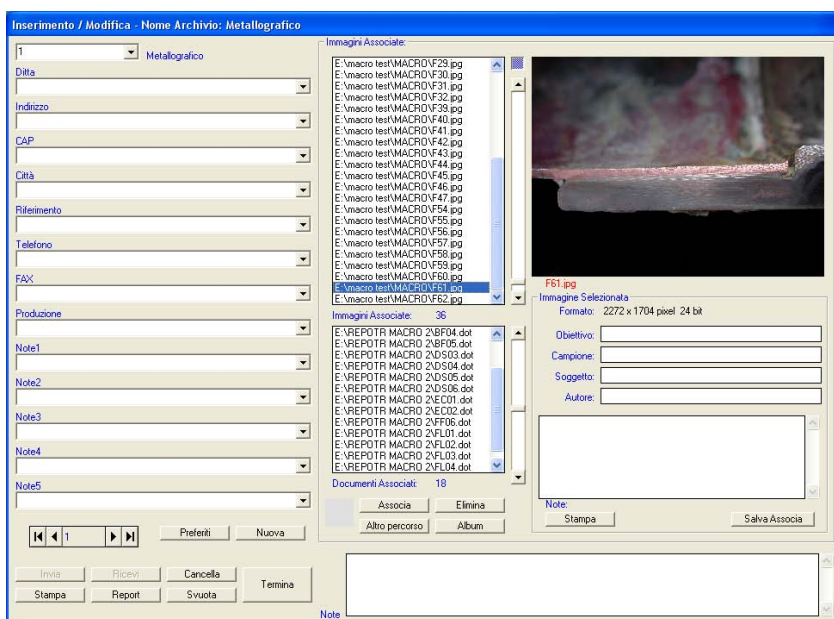 Inserimento / Modifica - Nome Archivio: Metallografico
1
Metallografico
Ditta
Indirizzo
CAP
Città
Riferimento
Telefono
FAX
Produzione
Note1
Note2
Note3
Note4
Note5
1
Preferiti
Nuova
Invia
Ricevi
Cancella
Termina
Stampa
Report
Svuota
Immagini Associate:
E:\macro test\MACRO\F29.jpg
E:\macro test\MACRO\F30.jpg
E:\macro test\MACRO\F31.jpg
E:\macro test\MACRO\F32.jpg
E:\macro test\MACRO\F39.jpg
E:\macro test\MACRO\F40.jpg
E:\macro test\MACRO\F41.jpg
E:\macro test\MACRO\F42.jpg
E:\macro test\MACRO\F43.jpg
E:\macro test\MACRO\F44.jpg
E:\macro test\MACRO\F45.jpg
E:\macro test\MACRO\F46.jpg
E:\macro test\MACRO\F47.jpg
E:\macro test\MACRO\F54.jpg
E:\macro test\MACRO\F55.jpg
E:\macro test\MACRO\F56.jpg
E:\macro test\MACRO\F57.jpg
E:\macro test\MACRO\F58.jpg
E:\macro test\MACRO\F59.jpg
E:\macro test\MACRO\F60.jpg
E:\macro test\MACRO\F61.jpg
E:\macro test\MACRO\F62.jpg
Immagini Associate: 36
E:\REPOTR MACRO 2\BF04.dot
E:\REPOTR MACRO 2\BF05.dot
E:\REPOTR MACRO 2\DS03.dot
E:\REPOTR MACRO 2\DS04.dot
E:\REPOTR MACRO 2\DS05.dot
E:\REPOTR MACRO 2\DS06.dot
E:\REPOTR MACRO 2\EC01.dot
E:\REPOTR MACRO 2\EC02.dot
E:\REPOTR MACRO 2\FF06.dot
E:\REPOTR MACRO 2\FL01.dot
E:\REPOTR MACRO 2\FL02.dot
E:\REPOTR MACRO 2\FL03.dot
E:\REPOTR MACRO 2\FL04.dot
Documenti Associati: 18
Associa
Elimina
Altro percorso
Album
F61.jpg
Immagine Selezionata
Formato: 2272 x 1704 pixel 24 bit
Obiettivo:
Campione:
Soggetto:
Autore:
Note:
Stampa
Salva Associa
Note